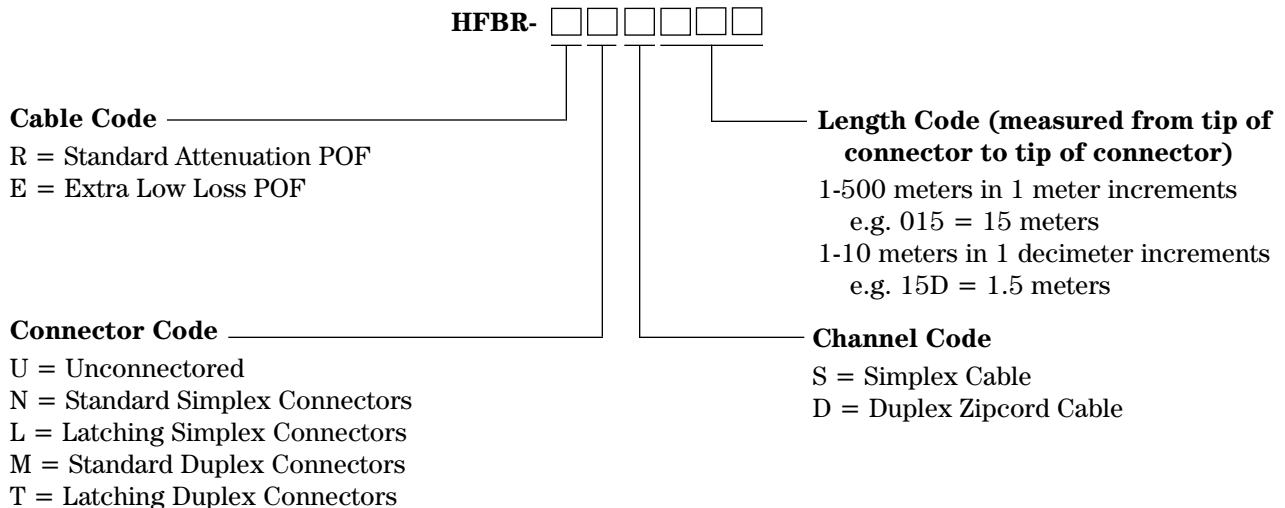 HFBR-
Cable Code
R = Standard Attenuation POF
E = Extra Low Loss POF
Length Code (measured from tip of
connector to tip of connector)
1-500 meters in 1 meter increments
e.g. 015 = 15 meters
1-10 meters in 1 decimeter increments
e.g. 15D = 1.5 meters
Connector Code
U = Unconnectored
N = Standard Simplex Connectors
L = Latching Simplex Connectors
M = Standard Duplex Connectors
T = Latching Duplex Connectors
Channel Code
S = Simplex Cable
D = Duplex Zipcord Cable